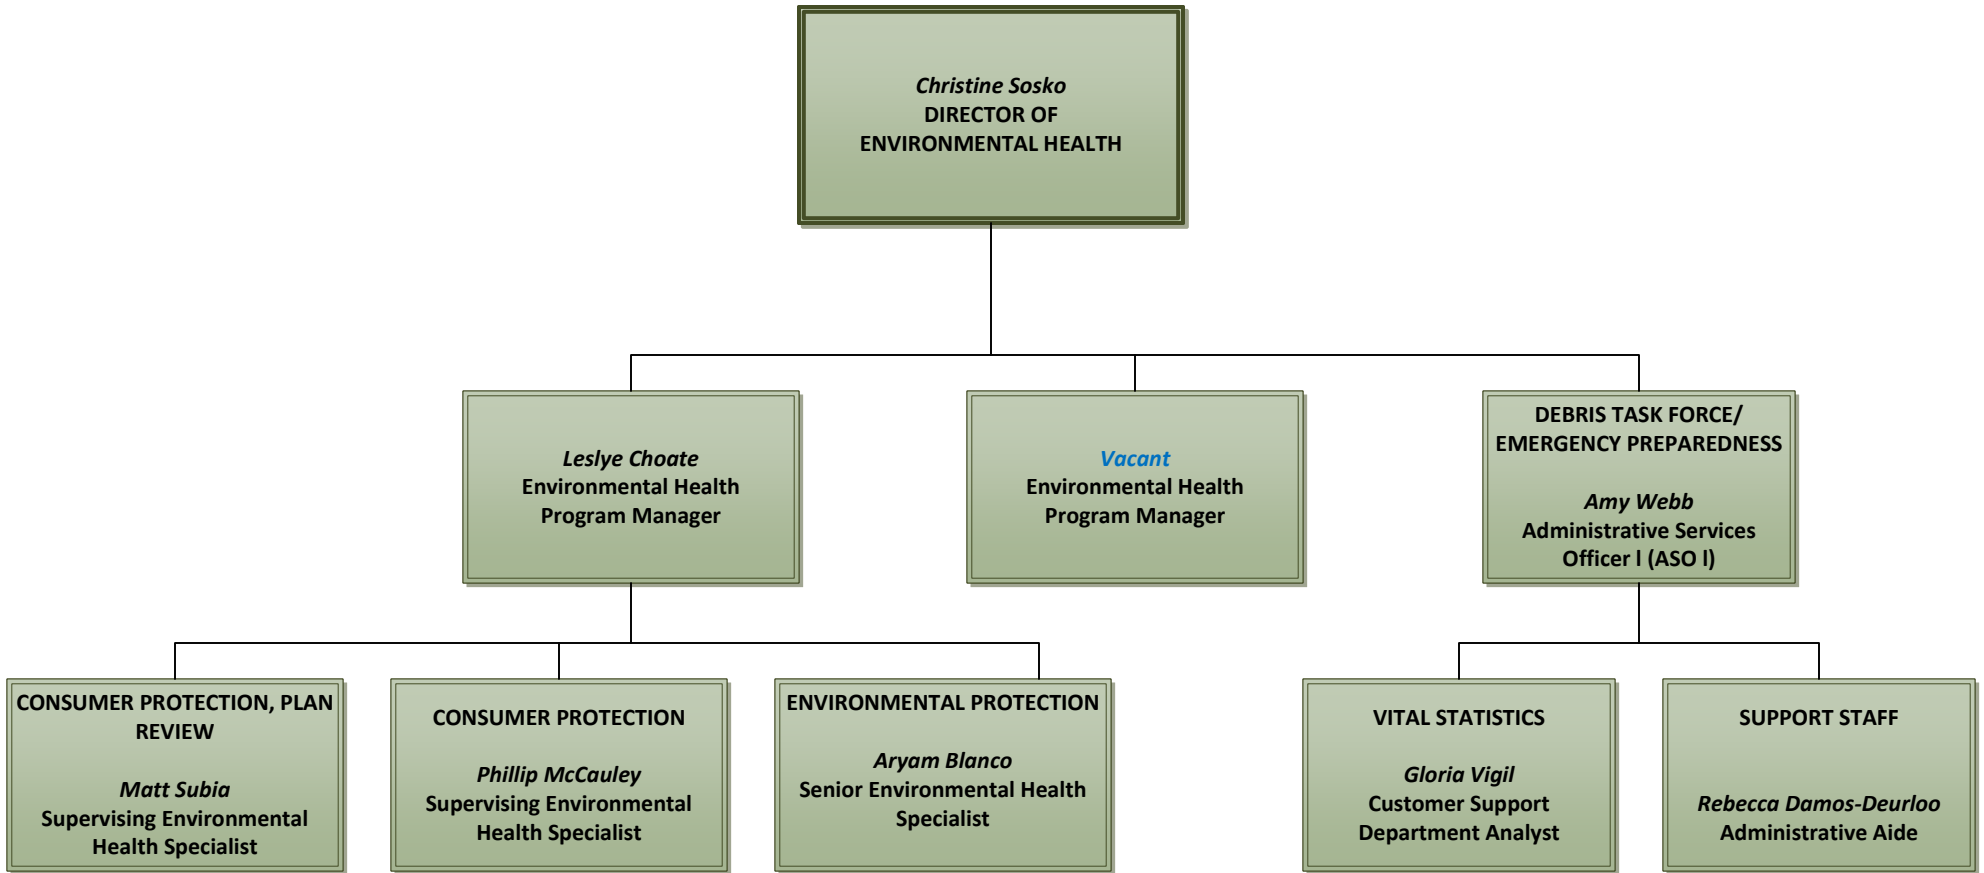 Christine Sosko
DIRECTOR OF
ENVIRONMENTAL HEALTH
Leslye Choate
Environmental Health
Program Manager
Vacant
Environmental Health
Program Manager
DEBRIS TASK FORCE/
EMERGENCY PREPAREDNESS
Amy Webb
Administrative Services
Officer l (ASO l)
CONSUMER PROTECTION, PLAN
REVIEW
Matt Subia
Supervising Environmental
Health Specialist
CONSUMER PROTECTION
Phillip McCauley
Supervising Environmental
Health Specialist
ENVIRONMENTAL PROTECTION
Aryam Blanco
Senior Environmental Health
Specialist
VITAL STATISTICS
Gloria Vigil
Customer Support
Department Analyst
SUPPORT STAFF
Rebecca Damos-Deurloo
Administrative Aide